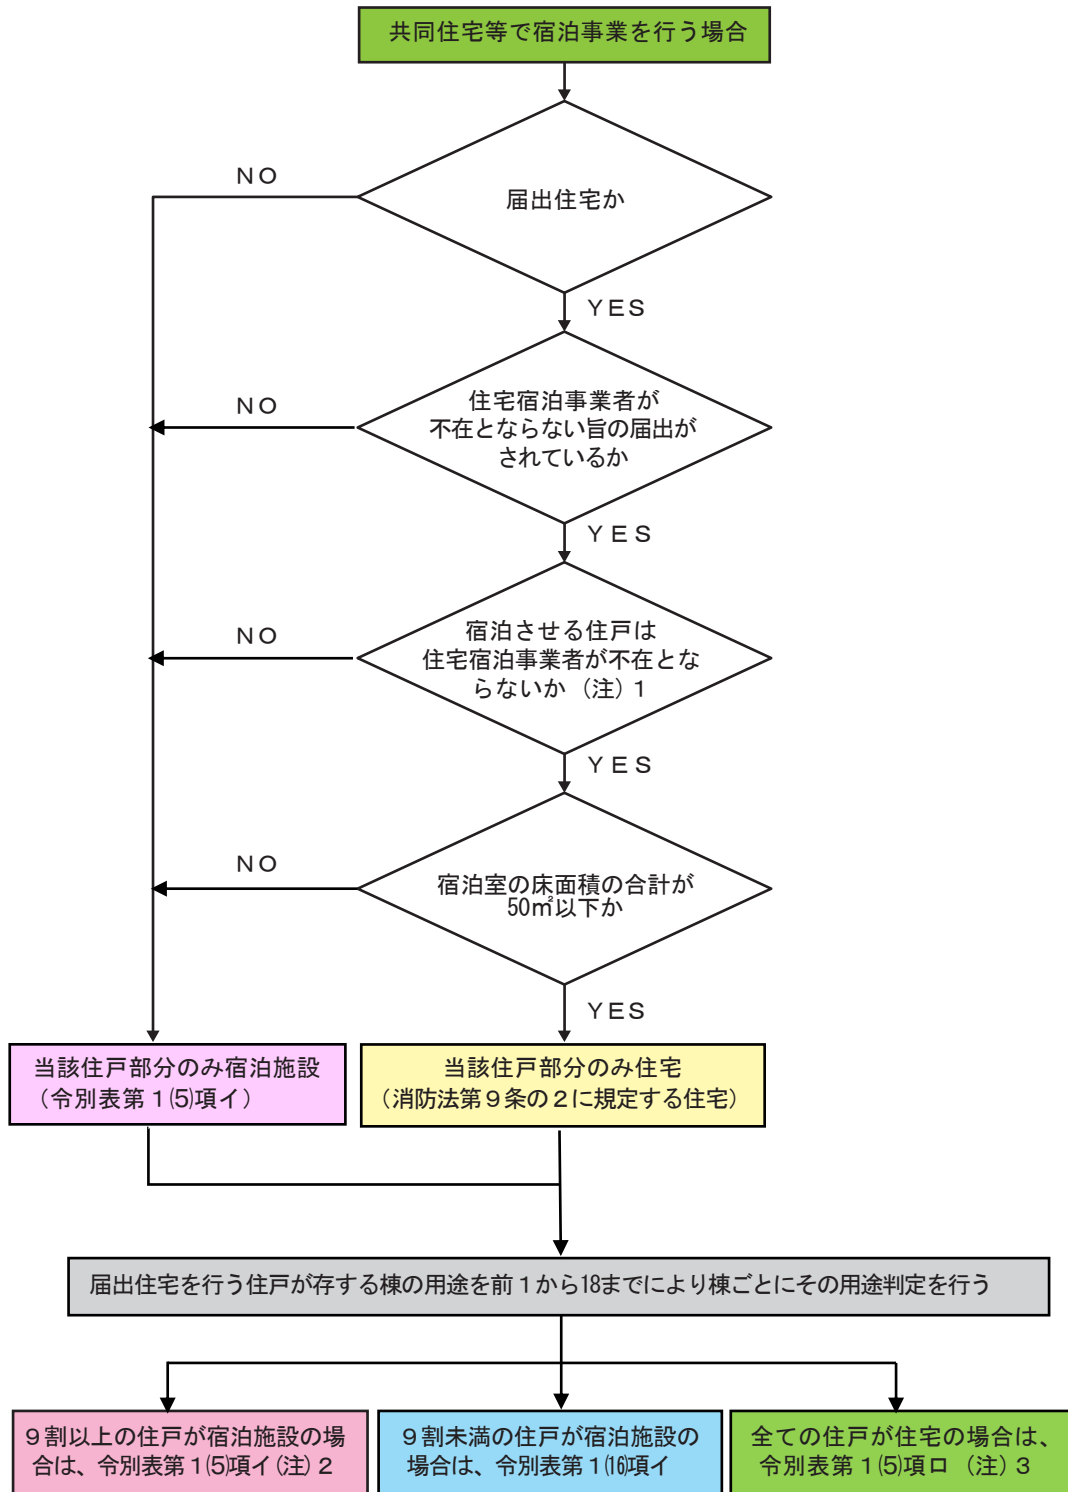 共同住宅等で宿泊事業を行う場合
NO
届出住宅か
YES
NO
住宅宿泊事業者が
不在とならない旨の届出が
されているか
YES
NO
宿泊させる住戸は
住宅宿泊事業者が不在とな
らないか（注）1
YES
NO
宿泊室の床面積の合計が
50㎡以下か
YES
当該住戸部分のみ宿泊施設
（令別表第１⑸項イ）
当該住戸部分のみ住宅
（消防法第９条の２に規定する住宅）
届出住宅を行う住戸が存する棟の用途を前１から18までにより棟ごとにその用途判定を行う
９割以上の住戸が宿泊施設の場
合は、令別表第１⑸項イ（注）２
９割未満の住戸が宿泊施設の
場合は、令別表第１⒃項イ
全ての住戸が住宅の場合は、
令別表第１⑸項ロ（注）３